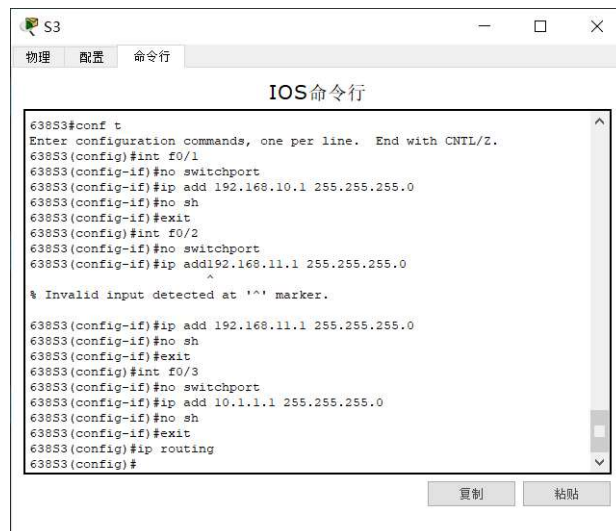 S3
物理 配置 命令行
IOS命令行
638S3#conf t
Enter configuration commands, one per line.  End with CNTL/Z.
638S3(config)#int f0/1
638S3(config-if)#no switchport
638S3(config-if)#ip add 192.168.10.1 255.255.255.0
638S3(config-if)#no sh
638S3(config-if)#exit
638S3(config)#int f0/2
638S3(config-if)#no switchport
638S3(config-if)#ip add192.168.11.1 255.255.255.0
^
% Invalid input detected at '^' marker.
638S3(config-if)#ip add 192.168.11.1 255.255.255.0
638S3(config-if)#no sh
638S3(config-if)#exit
638S3(config)#int f0/3
638S3(config-if)#no switchport
638S3(config-if)#ip add 10.1.1.1 255.255.255.0
638S3(config-if)#no sh
638S3(config-if)#exit
638S3(config)#ip routing
638S3(config)#
复制 粘贴